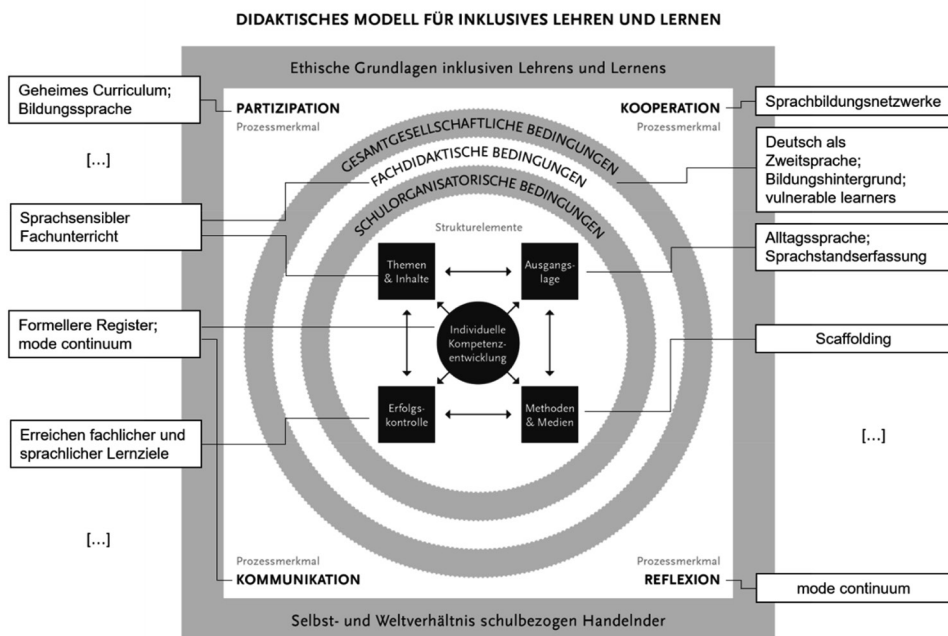 DIDAKTISCHES MODELL FÜR INKLUSIVES LEHREN UND LERNEN
Ethische Grundlagen inklusiven Lehrens und Lernens
Geheimes Curriculum;
Bildungssprache
[...]
Sprachsensibler
Fachunterricht
Formellere Register;
mode continuum
Erreichen fachlicher und
sprachlicher Lernziele
[...]
PARTIZIPATION
Prozessmerkmal
KOOPERATION
Prozessmerkmal
GESAMTGESELLSCHAFTLICHE BEDINGUNGEN
FACHDIDAKTISCHE BEDINGUNGEN
SCHULORGANISATORISCHE BEDINGUNGEN
Strukturelemente
Themen
& Inhalte
Ausgangs-
lage
Individuelle
Kompetenz-
entwicklung
Erfolgs-
kontrolle
Methoden
& Medien
Prozessmerkmal
KOMMUNIKATION
Prozessmerkmal
REFLEXION
Sprachbildungsnetzwerke
Deutsch als
Zweitsprache;
Bildungshintergrund;
vulnerable learners
Alltagssprache;
Sprachstandserfassung
Scaffolding
[...]
mode continuum
Selbst- und Weltverhältnis schulbezogen Handelnder